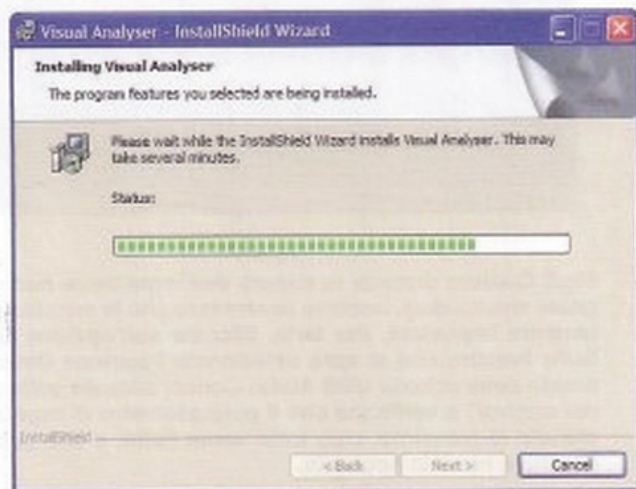 Visual Analyser - InstallShield Wizard
Installing Visual Analyser
The program features you selected are being installed.
Please wait while the InstallShield Wizard installs Visual Analyser. This may
take several minutes.
Status:
InstallShield
< Back
Next >
Cancel